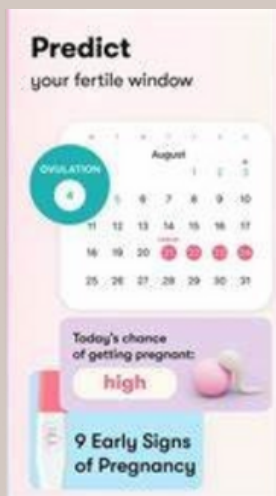 Predict
your fertile window
August
1 2 3
OVULATION
4 5 6 7 8 9 10
11 12 13 14 15 16 17
18 19 20 21 22 23 24
25 26 27 28 29 30 31
Today's chance
of getting pregnant:
high
9 Early Signs
of Pregnancy